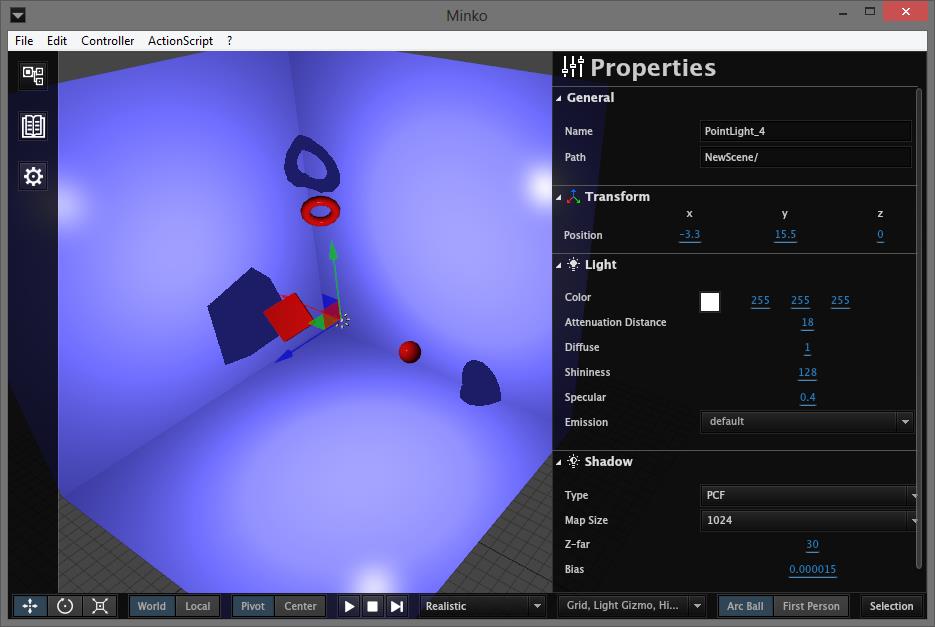 Minko
File Edit Controller ActionScript ?
Properties
General
Name PointLight_4
Path NewScene/
Transform
x y z
Position -3.3 15.5 0
Light
Color 255 255 255
Attenuation Distance 18
Diffuse 1
Shininess 128
Specular 0.4
Emission default
Shadow
Type PCF
Map Size 1024
Z-far 30
Bias 0.000015
World Local Pivot Center Realistic Grid, Light Gizmo, Hi... Arc Ball First Person Selection